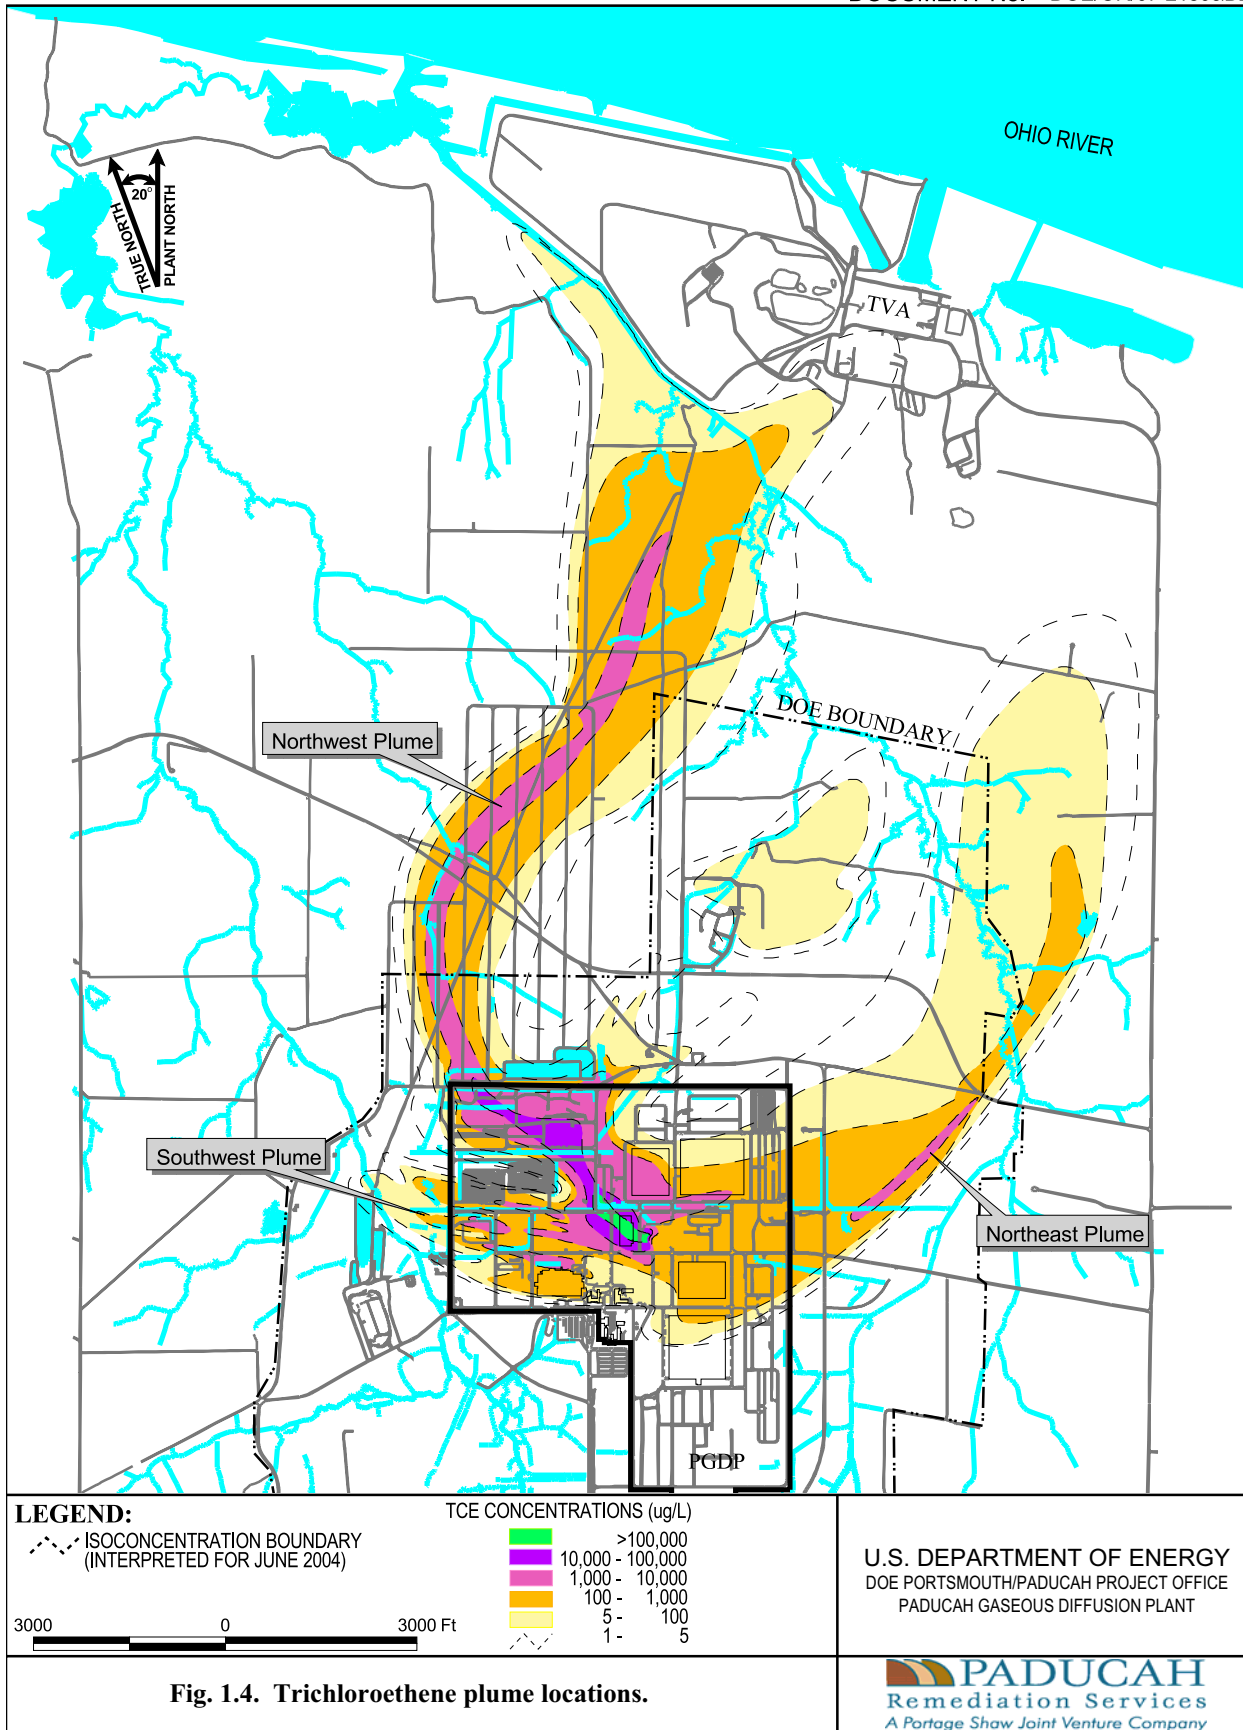 OHIO RIVER
20°
TRUE NORTH
PLANT NORTH
TVA
DOE BOUNDARY
Northwest Plume
Southwest Plume
Northeast Plume
PGDP
LEGEND:
ISOCONCENTRATION BOUNDARY
(INTERPRETED FOR JUNE 2004)
TCE CONCENTRATIONS (ug/L)
>100,000
10,000 - 100,000
1,000 - 10,000
100 - 1,000
5 - 100
1 - 5
3000 0 3000 Ft
U.S. DEPARTMENT OF ENERGY
DOE PORTSMOUTH/PADUCAH PROJECT OFFICE
PADUCAH GASEOUS DIFFUSION PLANT
Fig. 1.4. Trichloroethene plume locations.
PADUCAH
Remediation Services
A Portage Shaw Joint Venture Company